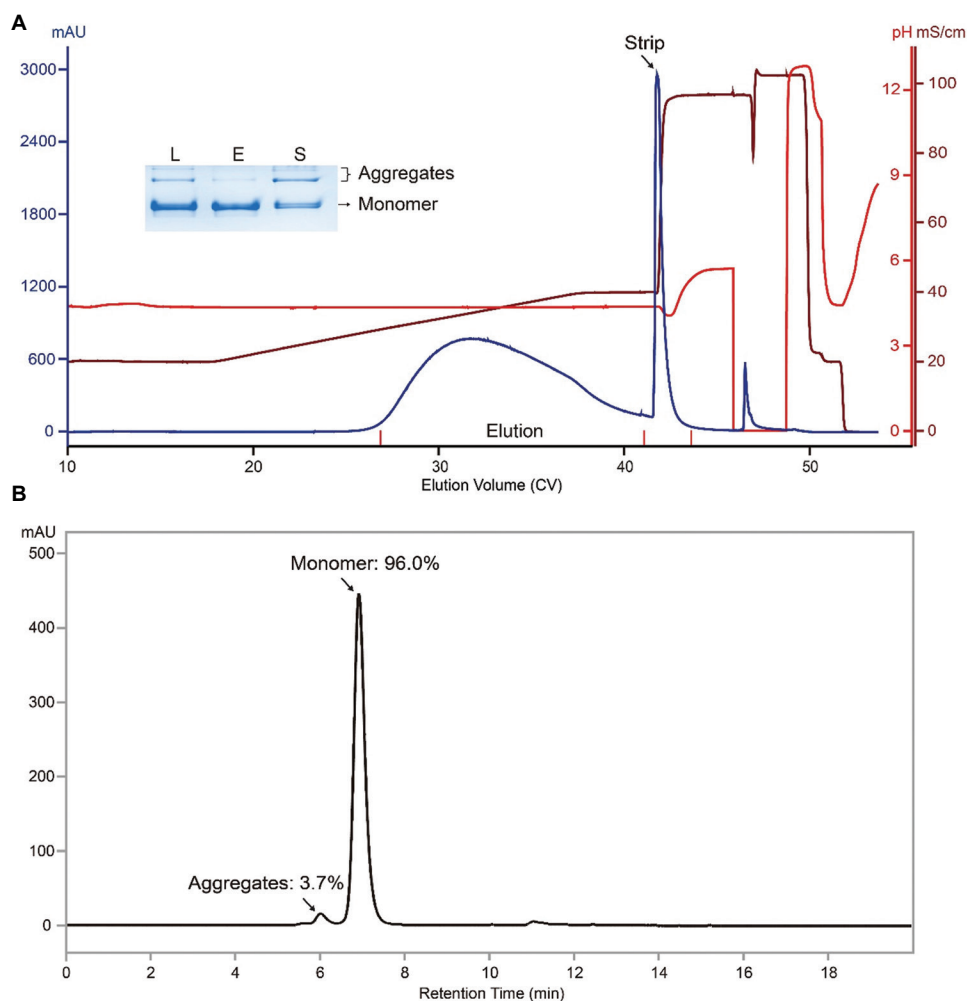 A
mAU
pH mS/cm
Strip
3000
2400
1800
1200
600
0
12
9
6
3
0
100
80
60
40
20
0
L E S
Aggregates
Monomer
Elution
10 20 30 40 50
Elution Volume (CV)
B
mAU
500
400
300
200
100
0
Monomer: 96.0%
Aggregates: 3.7%
0 2 4 6 8 10 12 14 16 18
Retention Time (min)